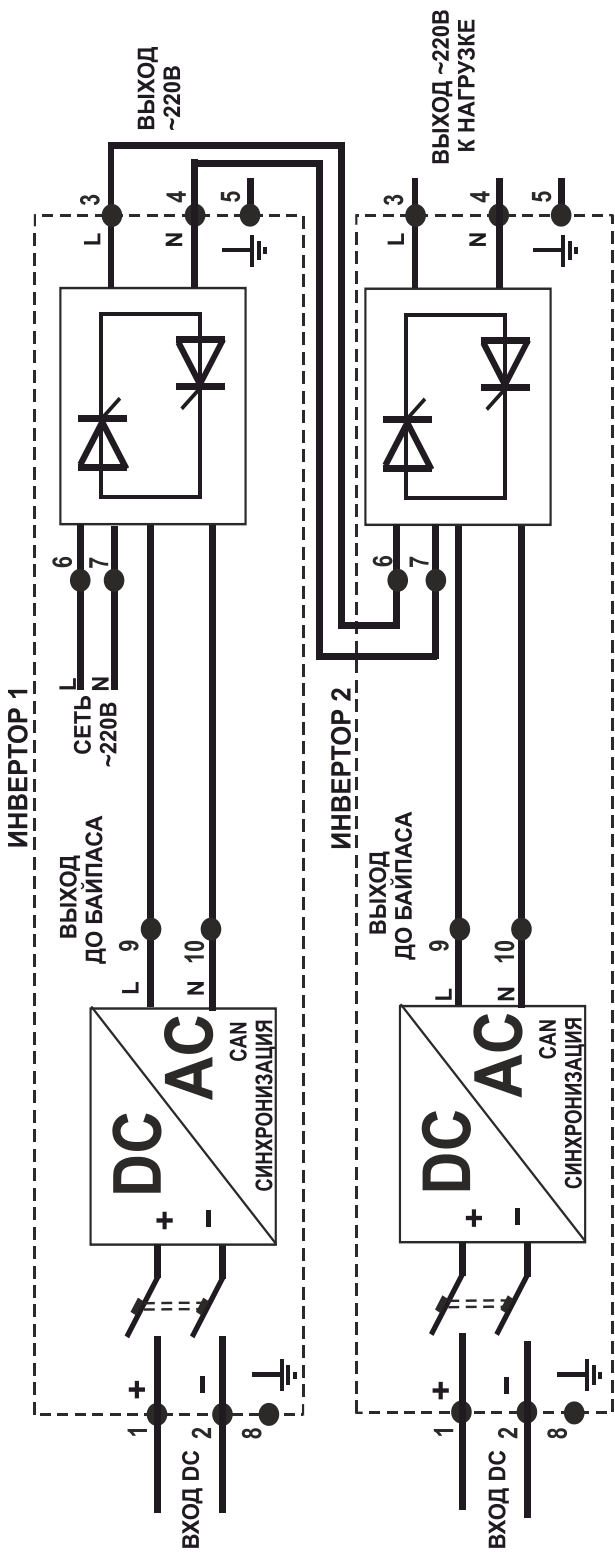 ИНВЕРТОР 1
ВХОД DC
1
+
2
–
8
+
–
DC
AC
CAN
СИНХРОНИЗАЦИЯ
L
9
N
10
ВЫХОД
ДО БАЙПАСА
СЕТЬ
~220В
L
6
N
7
L
3
N
4
5
ВЫХОД
~220В
ИНВЕРТОР 2
ВХОД DC
1
+
2
–
8
+
–
DC
AC
CAN
СИНХРОНИЗАЦИЯ
L
9
N
10
ВЫХОД
ДО БАЙПАСА
6
7
L
3
N
4
5
ВЫХОД ~220В
К НАГРУЗКЕ